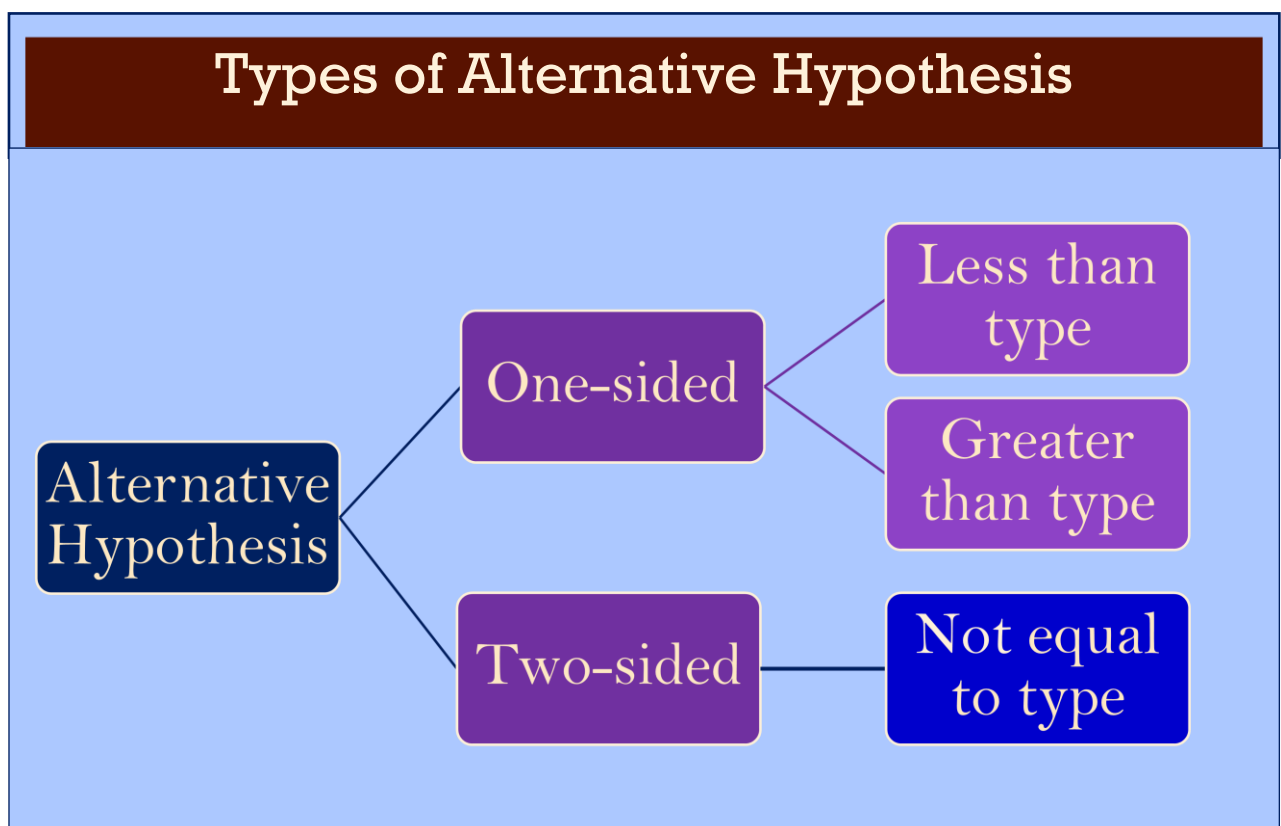 Types of Alternative Hypothesis
Alternative
Hypothesis
One-sided
Less than
type
Greater
than type
Two-sided
Not equal
to type